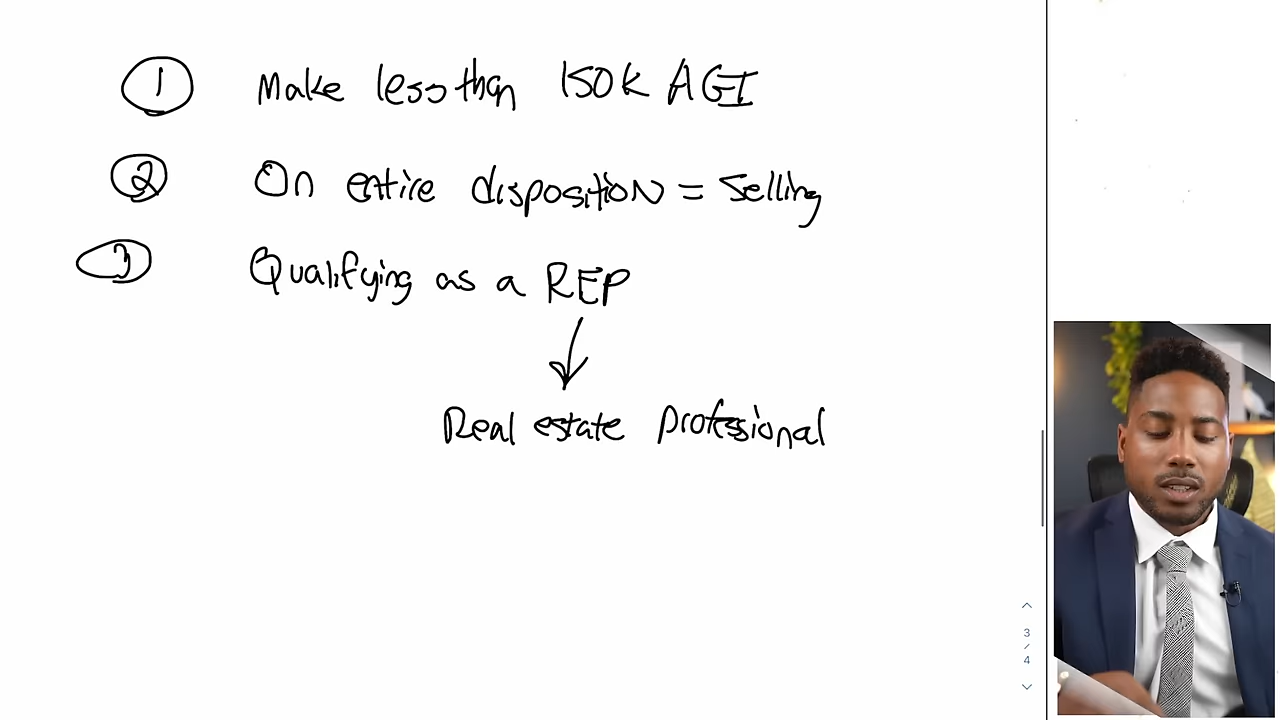 1 Make less than 150k AGI
2 On entire disposition = Selling
3 Qualifying as a REP
Real estate professional
3
/
4